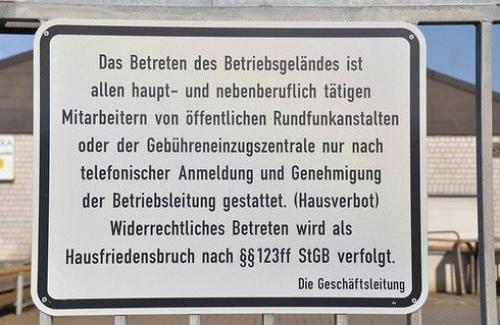 Das Betreten des Betriebsgeländes ist
allen haupt- und nebenberuflich tätigen
Mitarbeitern von öffentlichen Rundfunkanstalten
oder der Gebühreneinzugszentrale nur nach
telefonischer Anmeldung und Genehmigung
der Betriebsleitung gestattet. (Hausverbot)
Widerrechtliches Betreten wird als
Hausfriedensbruch nach §§123ff StGB verfolgt.
Die Geschäftsleitung